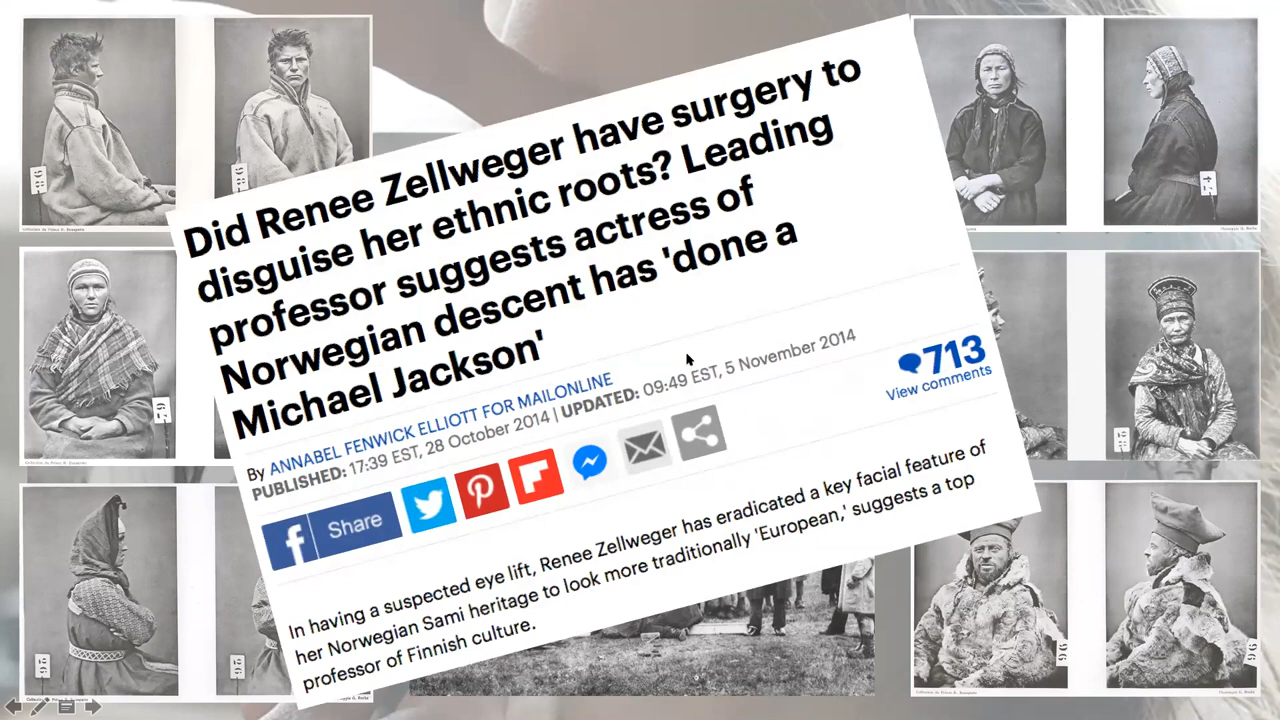 Did Renee Zellweger have surgery to
disguise her ethnic roots? Leading
professor suggests actress of
Norwegian descent has 'done a
Michael Jackson'
By ANNABEL FENWICK ELLIOTT FOR MAILONLINE
PUBLISHED: 17:39 EST, 28 October 2014 | UPDATED: 09:49 EST, 5 November 2014
713
View comments
f Share
In having a suspected eye lift, Renee Zellweger has eradicated a key facial feature of
her Norwegian Sami heritage to look more traditionally 'European,' suggests a top
professor of Finnish culture.